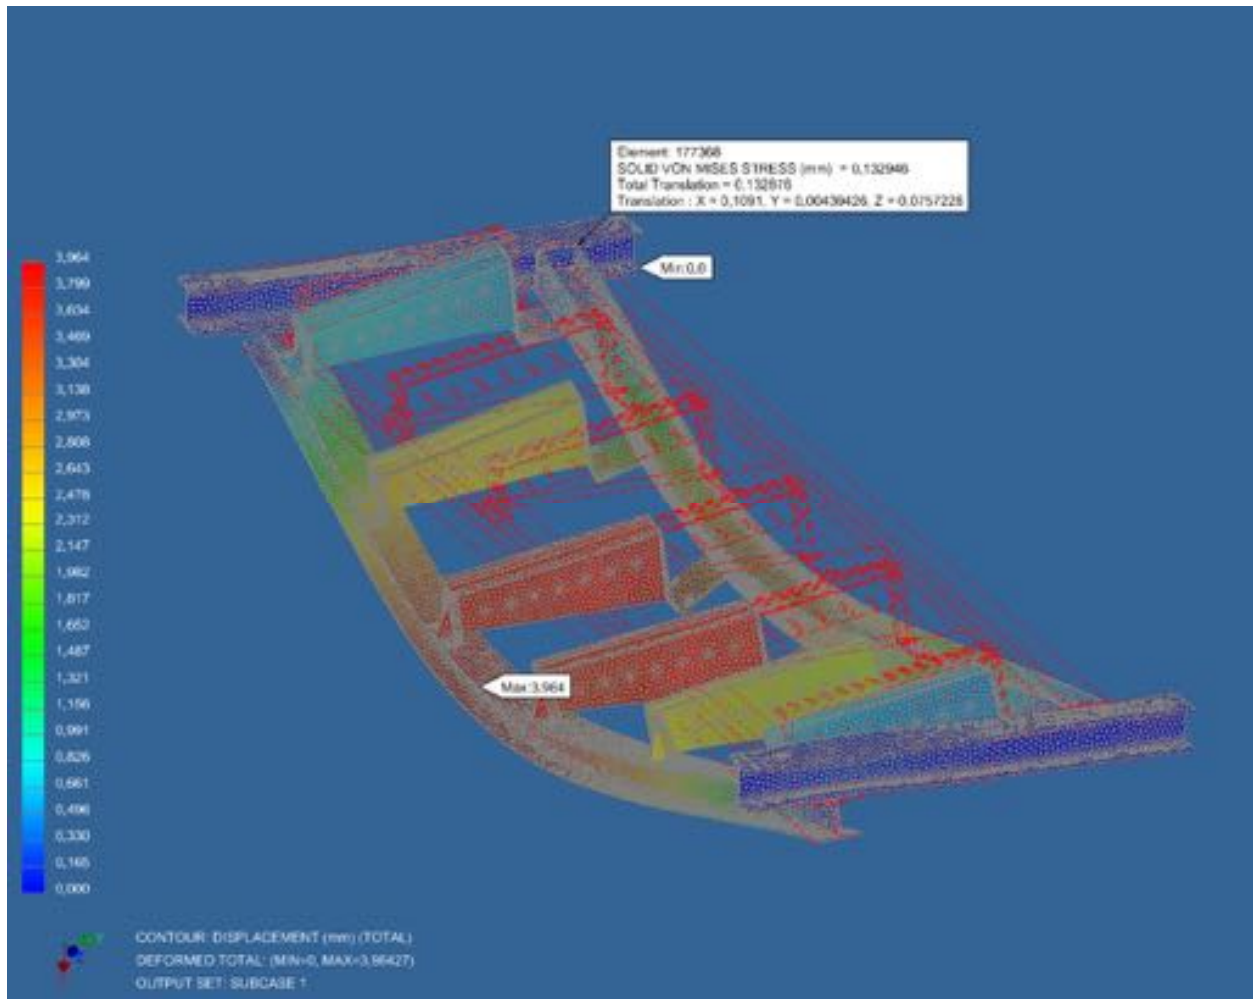 Element: 177368
SOLID VON MISES STRESS (mm) = 0,132946
Total Translation = 0,132876
Translation : X = 0,1091, Y = 0,00439426, Z = 0,0757228
Min:0,0
3,964
3,799
3,634
3,469
3,304
3,138
2,973
2,808
2,643
2,478
2,312
2,147
1,982
1,817
1,652
1,487
1,321
1,156
0,991
0,826
0,661
0,496
0,330
0,165
0,000
Max:3,964
CONTOUR: DISPLACEMENT (mm) (TOTAL)
DEFORMED TOTAL: (MIN=0, MAX=3,96427)
OUTPUT SET: SUBCASE 1